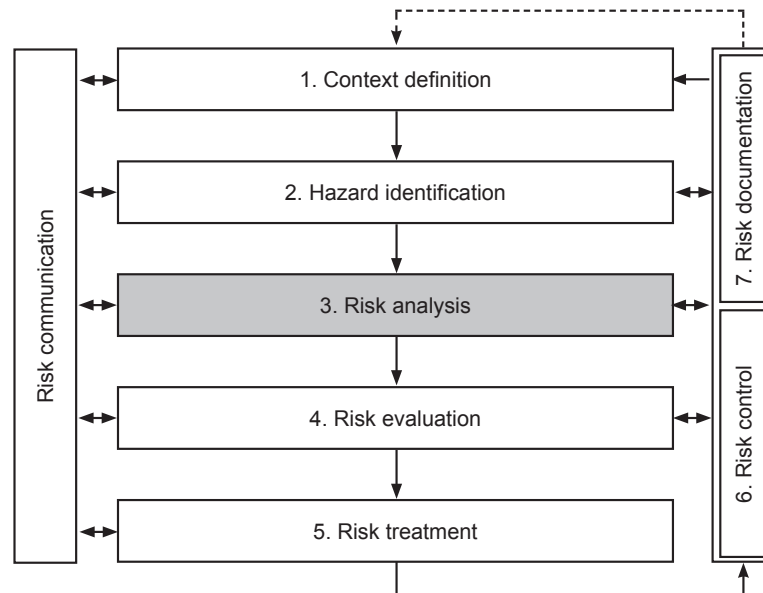 1. Context definition
2. Hazard identification
3. Risk analysis
4. Risk evaluation
5. Risk treatment
Risk communication
7. Risk documentation
6. Risk control